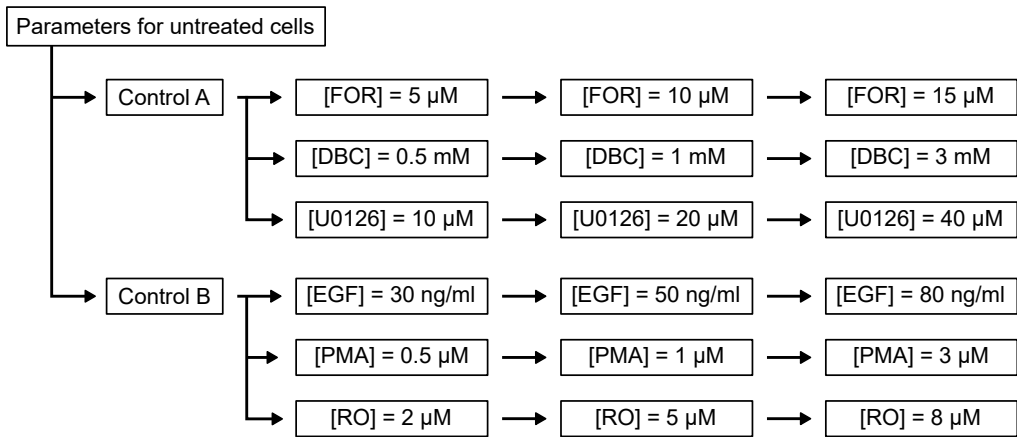 Parameters for untreated cells
Control A
[FOR] = 5 µM
[FOR] = 10 µM
[FOR] = 15 µM
[DBC] = 0.5 mM
[DBC] = 1 mM
[DBC] = 3 mM
[U0126] = 10 µM
[U0126] = 20 µM
[U0126] = 40 µM
Control B
[EGF] = 30 ng/ml
[EGF] = 50 ng/ml
[EGF] = 80 ng/ml
[PMA] = 0.5 µM
[PMA] = 1 µM
[PMA] = 3 µM
[RO] = 2 µM
[RO] = 5 µM
[RO] = 8 µM